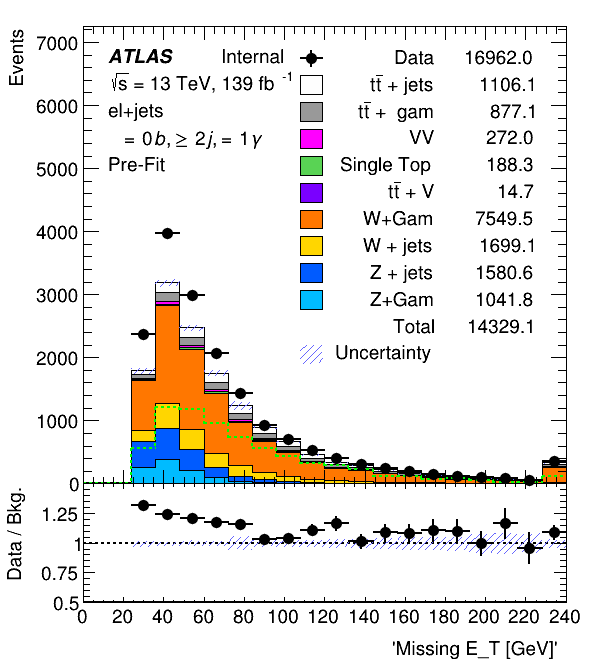 ATLAS Internal
√s = 13 TeV, 139 fb⁻¹
el+jets
= 0b, ≥ 2j, = 1γ
Pre-Fit
Data 16962.0
tt̄ + jets 1106.1
tt̄ + gam 877.1
VV 272.0
Single Top 188.3
tt̄ + V 14.7
W+Gam 7549.5
W + jets 1699.1
Z + jets 1580.6
Z+Gam 1041.8
Total 14329.1
Uncertainty
Events
7000
6000
5000
4000
3000
2000
1000
0
Data / Bkg.
1.25
1
0.75
0.5
0 20 40 60 80 100 120 140 160 180 200 220 240
'Missing E_T [GeV]'